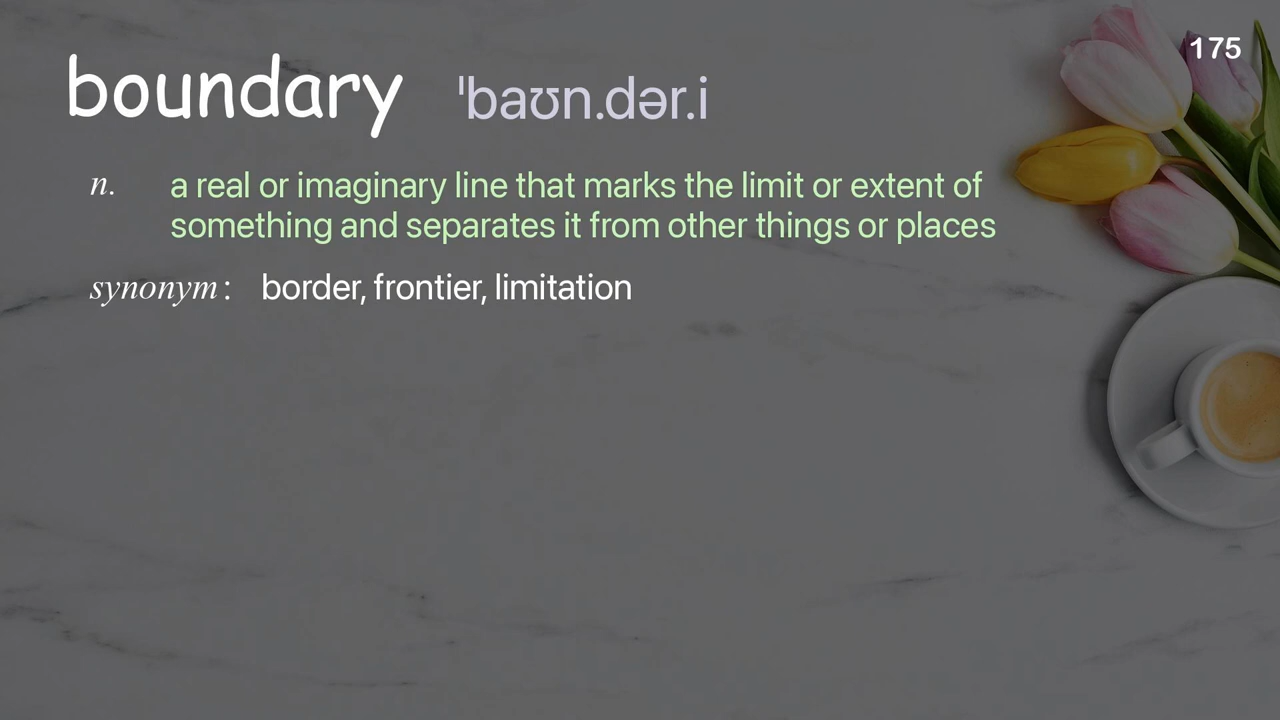 175
boundary ˈbaʊn.dər.i
n. a real or imaginary line that marks the limit or extent of
something and separates it from other things or places
synonym: border, frontier, limitation